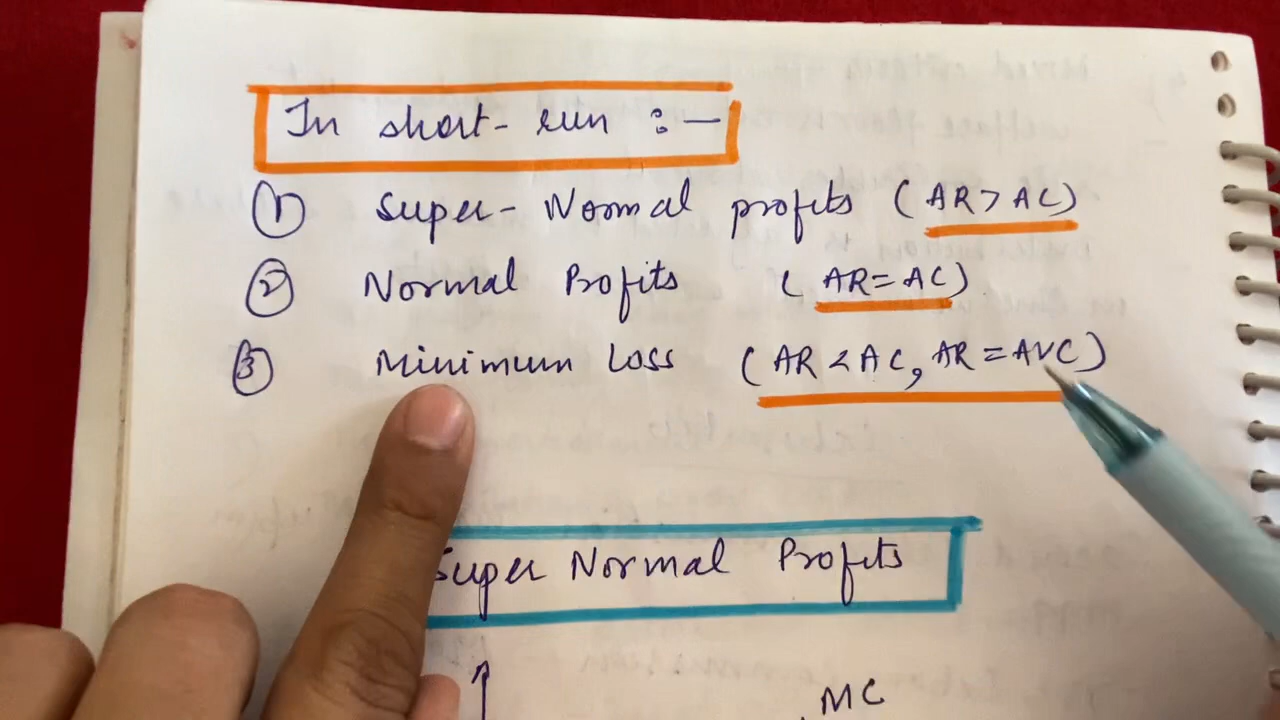 In short-run :-
① Super-Normal profits (AR>AC)
② Normal Profits (AR=AC)
③ Minimum Loss (AR<AC, AR=AVC)
Super Normal Profits
MC